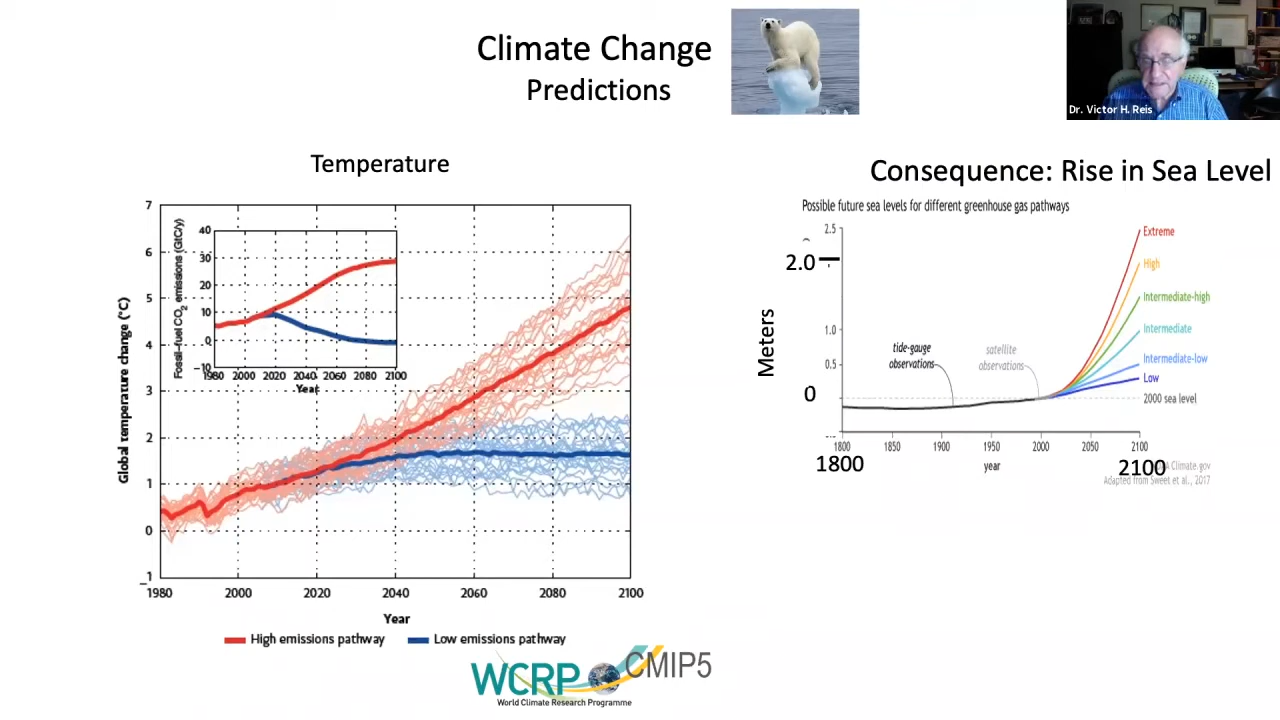 Climate Change
Predictions
Dr. Victor H. Reis
Temperature
7
6
5
4
3
2
1
0
_1
Global temperature change (°C)
1980
2000
2020
2040
2060
2080
2100
Year
40
30
20
10
0
_10
Fossil-fuel CO2 emissions (GtC/y)
1980
2000
2020
2040
2060
2080
2100
Year
High emissions pathway
Low emissions pathway
WCRP
CMIP5
World Climate Research Programme
Consequence: Rise in Sea Level
Possible future sea levels for different greenhouse gas pathways
2.5
2.0
1.0
0.5
0
Meters
tide-gauge
observations
satellite
observations
Extreme
High
Intermediate-high
Intermediate
Intermediate-low
Low
2000 sea level
1800
1850
1900
1950
2000
2050
2100
1800
year
2100
Climate.gov
Adapted from Sweet et al., 2017